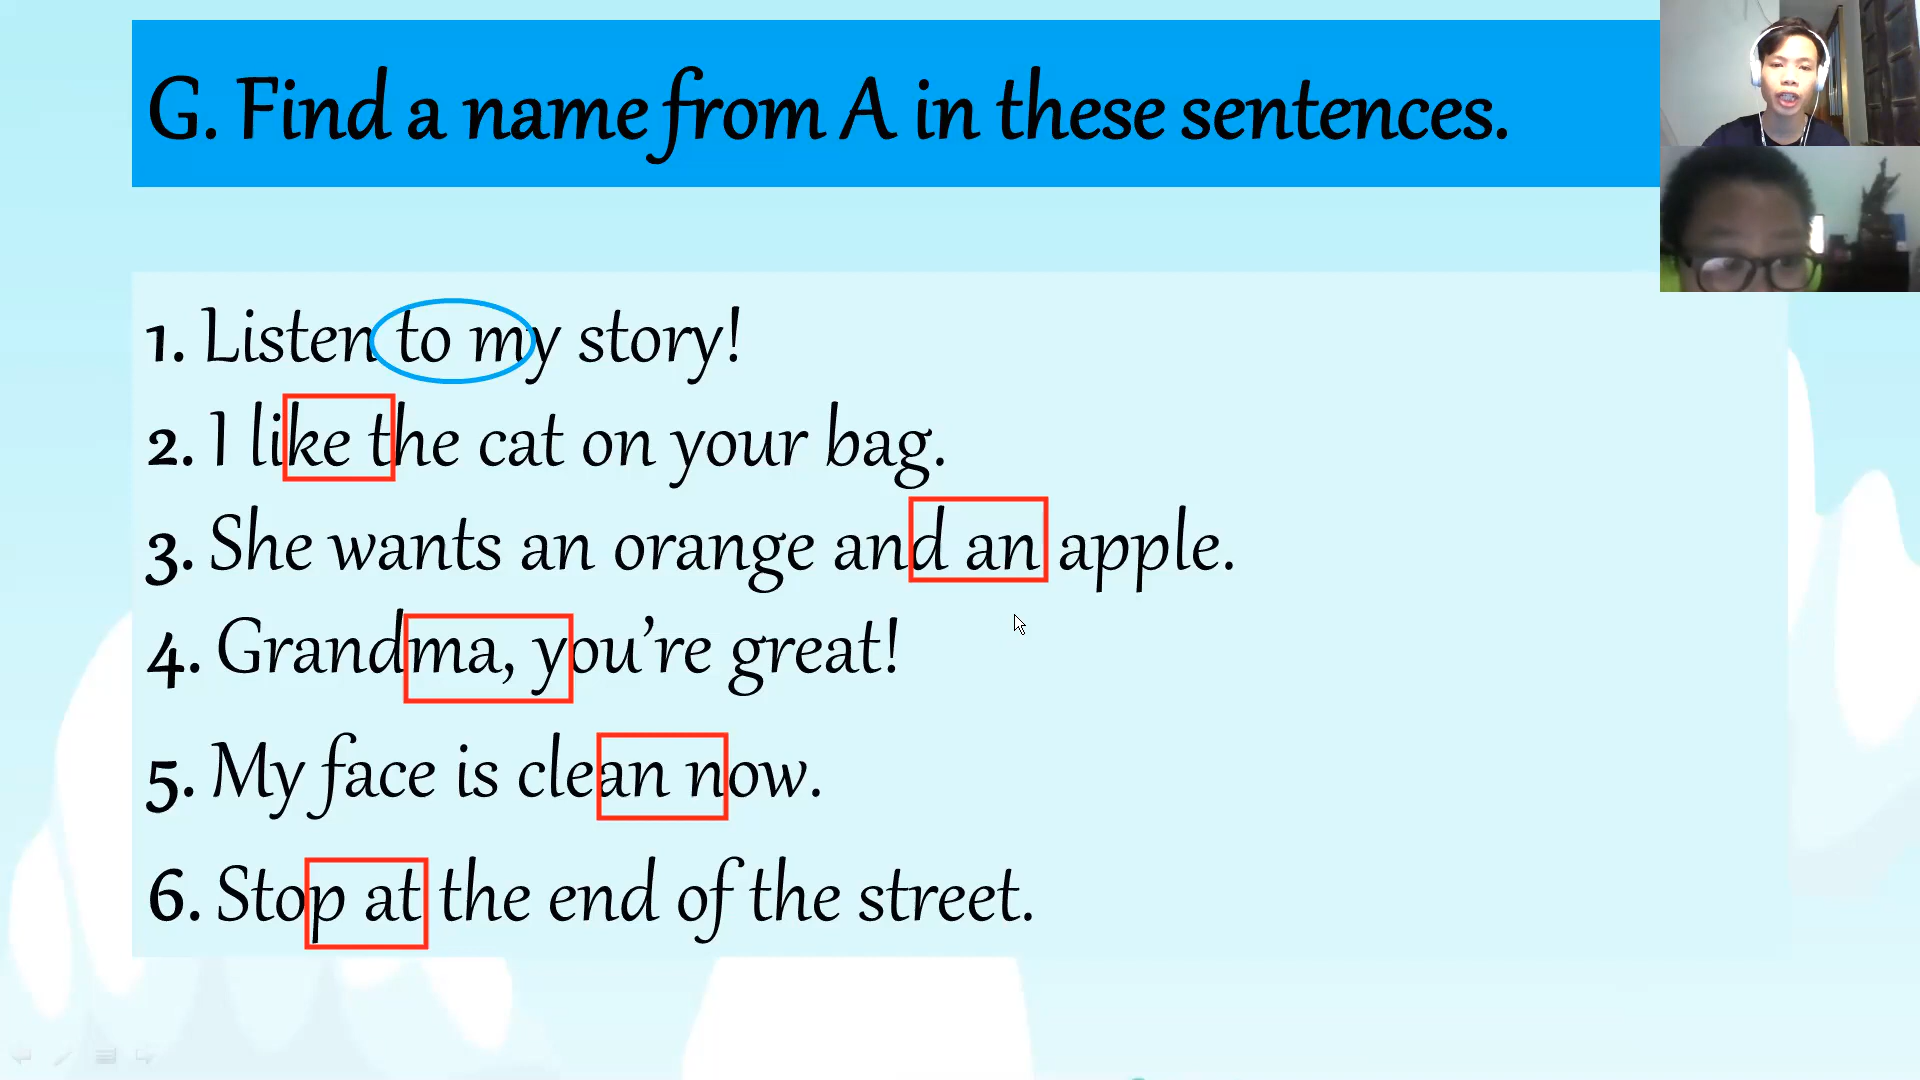 G. Find a name from A in these sentences.
1. Listen to my story!
2. I like the cat on your bag.
3. She wants an orange and an apple.
4. Grandma, you’re great!
5. My face is clean now.
6. Stop at the end of the street.